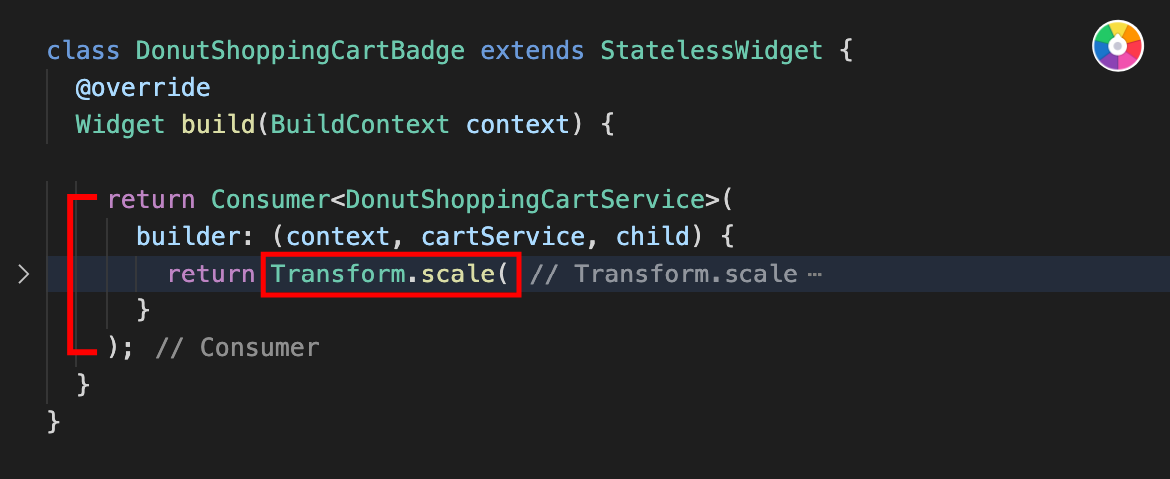 class DonutShoppingCartBadge extends StatelessWidget {
@override
Widget build(BuildContext context) {
return Consumer<DonutShoppingCartService>(
builder: (context, cartService, child) {
return Transform.scale( // Transform.scale ⋯
}
); // Consumer
}
}